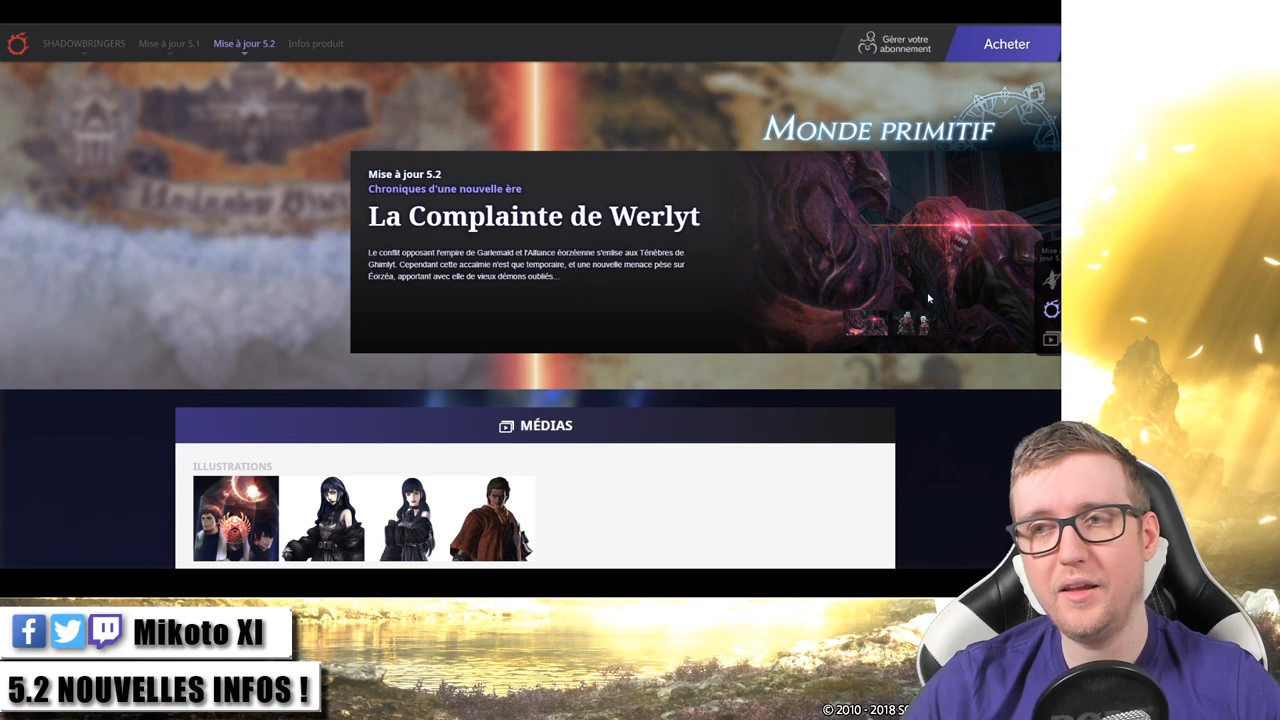 SHADOWBRINGERS
Mise à jour 5.1
Mise à jour 5.2
Infos produit
Gérer votre
abonnement
Acheter
MONDE PRIMITIF
Mise à jour 5.2
Chroniques d'une nouvelle ère
La Complainte de Werlyt
Le conflit opposant l'empire de Garlemald et l'Alliance éorzéenne s'enlise aux Ténèbres de
Ghimlyt. Cependant cette accalmie n'est que temporaire, et une nouvelle menace pèse sur
Éorzéa, apportant avec elle de vieux démons oubliés...
MÉDIAS
ILLUSTRATIONS
Mikoto XI
5.2 NOUVELLES INFOS !
© 2010 - 2018